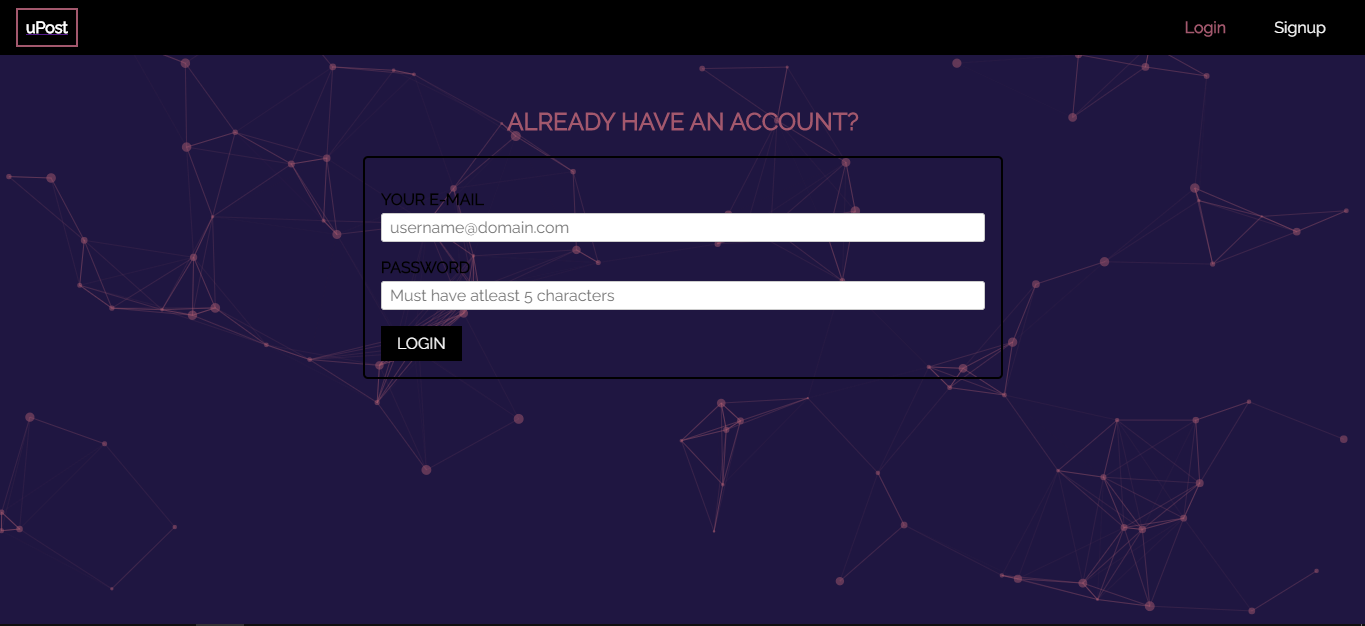 uPost
Login
Signup
ALREADY HAVE AN ACCOUNT?
YOUR E-MAIL
username@domain.com
PASSWORD
Must have atleast 5 characters
LOGIN